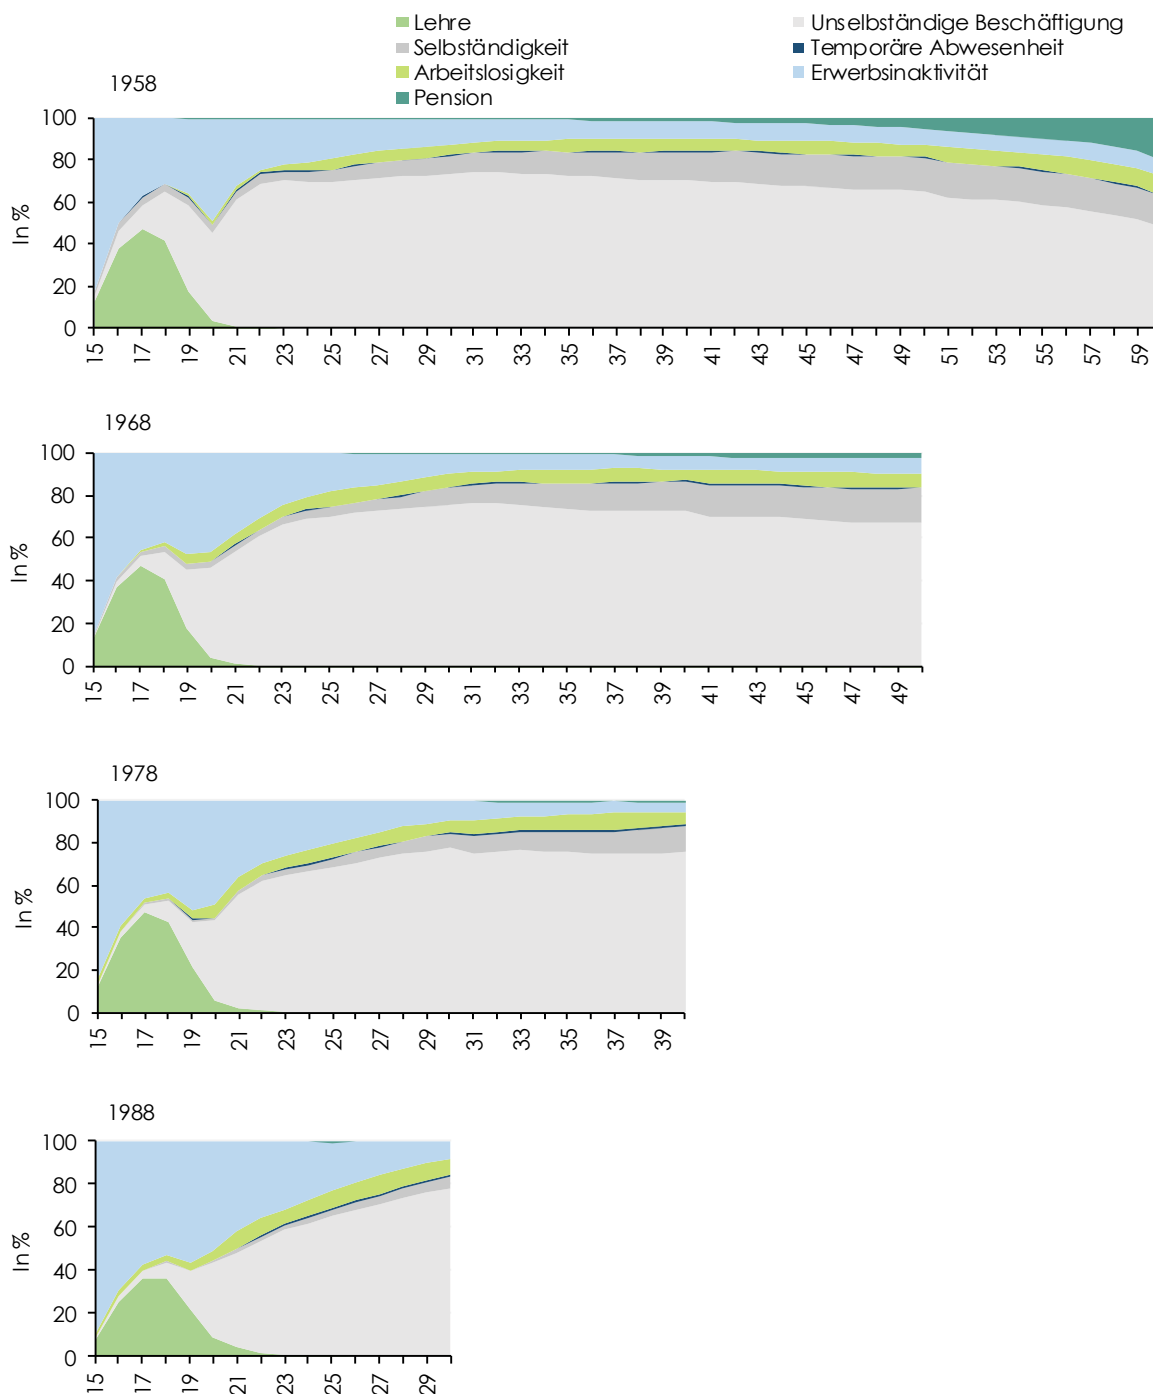 Lehre
Unselbständige Beschäftigung
Selbständigkeit
Temporäre Abwesenheit
Arbeitslosigkeit
Erwerbsinaktivität
Pension
1958
In %
100
80
60
40
20
0
15 17 19 21 23 25 27 29 31 33 35 37 39 41 43 45 47 49 51 53 55 57 59
1968
In %
100
80
60
40
20
0
15 17 19 21 23 25 27 29 31 33 35 37 39 41 43 45 47 49
1978
In %
100
80
60
40
20
0
15 17 19 21 23 25 27 29 31 33 35 37 39
1988
In %
100
80
60
40
20
0
15 17 19 21 23 25 27 29